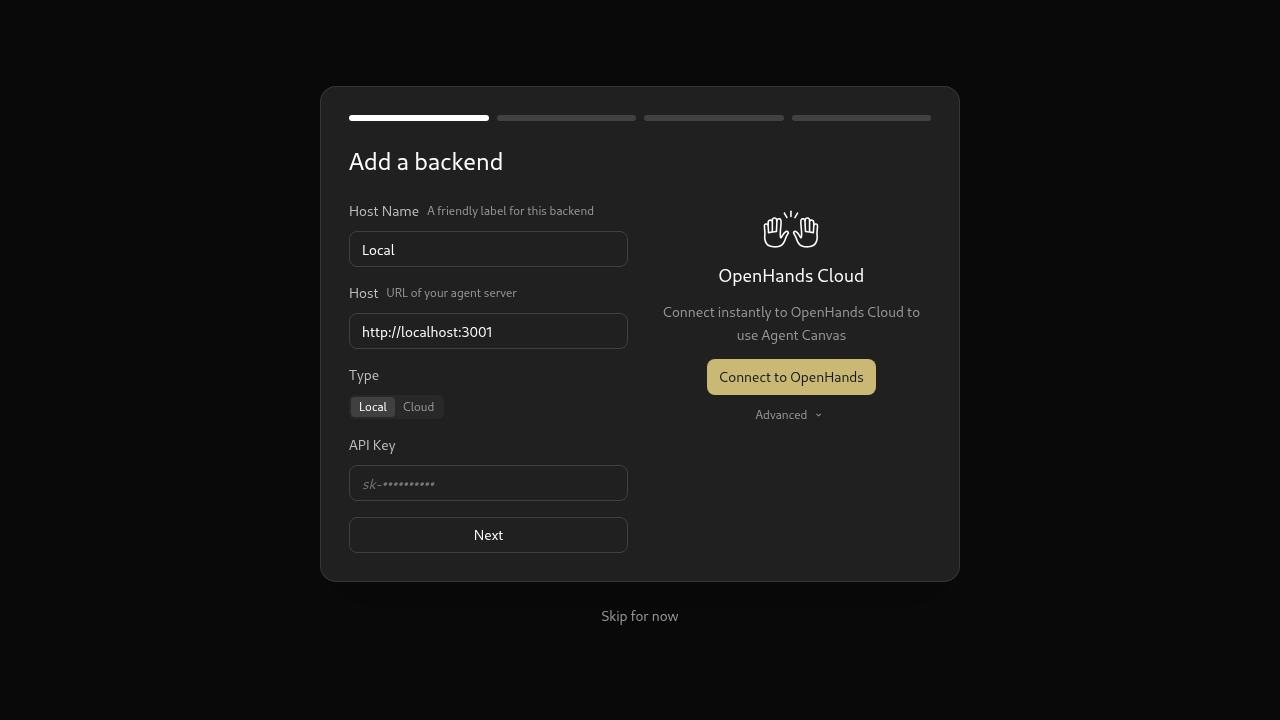 Add a backend
Host Name A friendly label for this backend
Local
Host URL of your agent server
http://localhost:3001
Type
Local Cloud
API Key
sk-••••••••••
Next
OpenHands Cloud
Connect instantly to OpenHands Cloud to
use Agent Canvas
Connect to OpenHands
Advanced
Skip for now